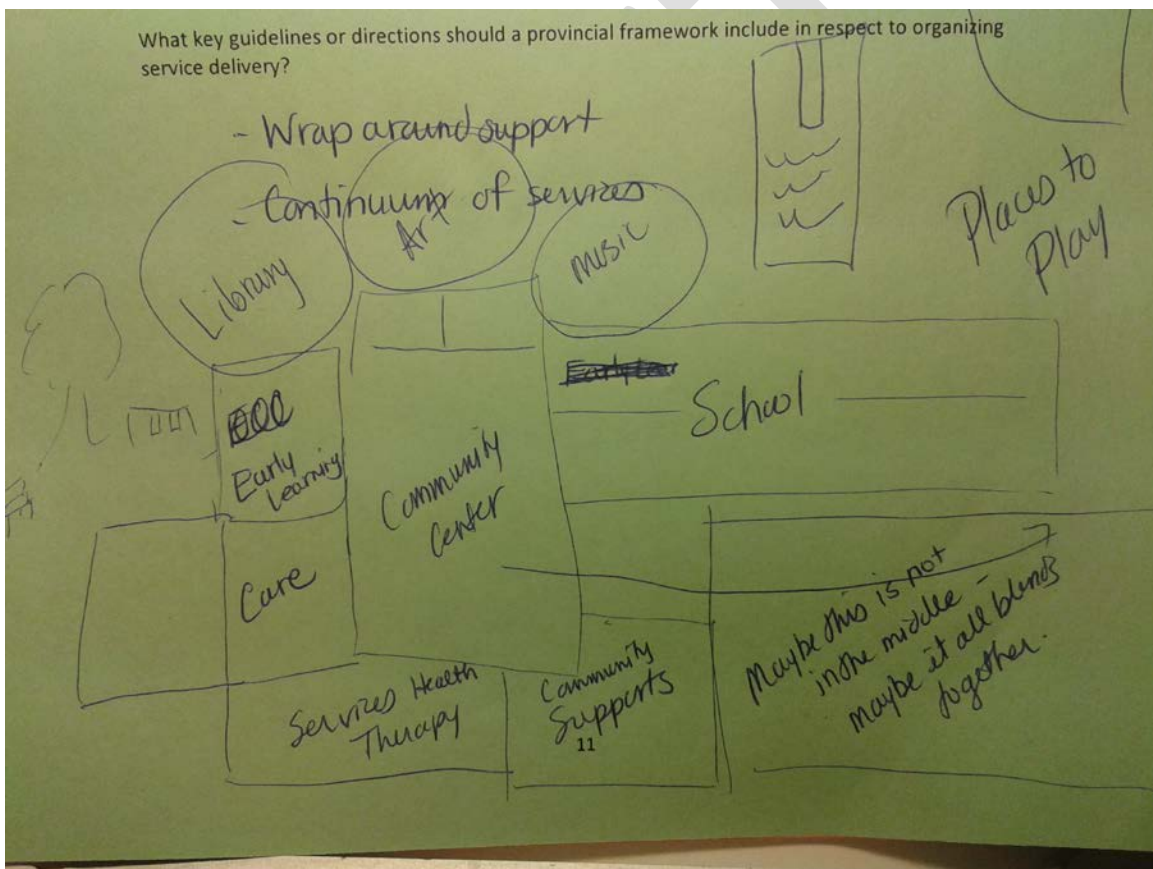 What key guidelines or directions should a provincial framework include in respect to organizing
service delivery?
- Wrap around support
- Continuum of services
Library
Art
music
Places to
Play
School
Early
Learning
Community
Center
Care
Services Health
Therapy
Community
Supports
Maybe this is not
in the middle -
maybe it all blends
together.
11